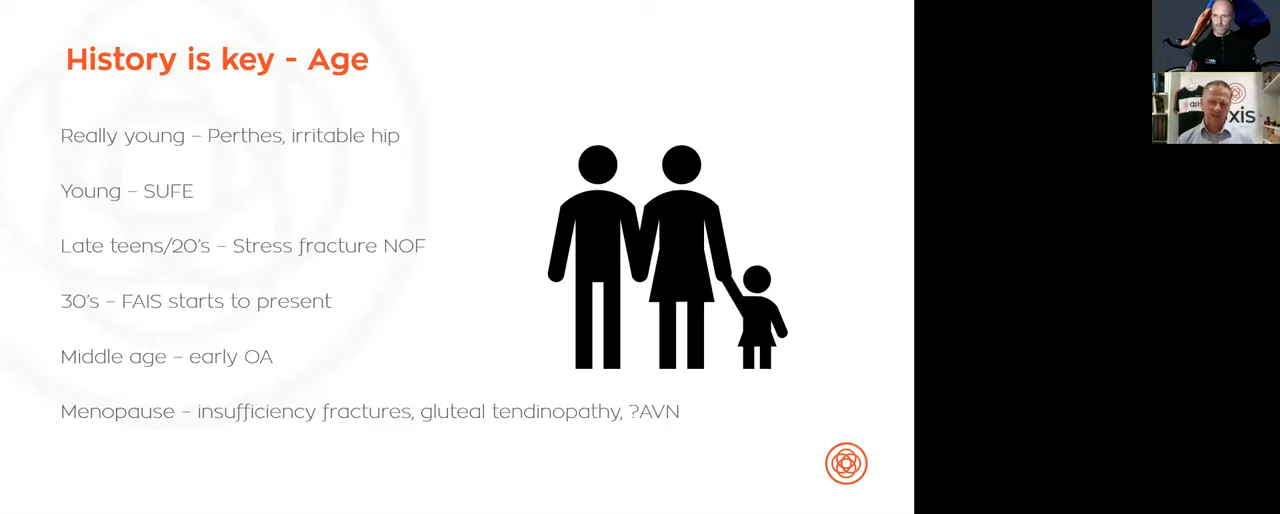 History is key - Age
Really young – Perthes, irritable hip
Young – SUFE
Late teens/20's – Stress fracture NOF
30's – FAIS starts to present
Middle age – early OA
Menopause – insufficiency fractures, gluteal tendinopathy, ?AVN
axis